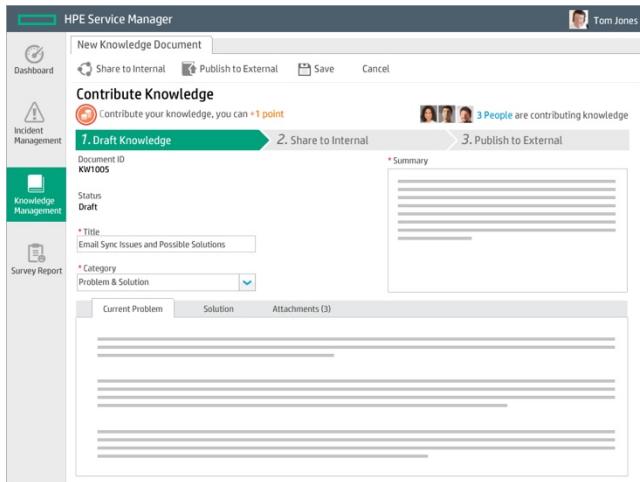 HPE Service Manager
Tom Jones
New Knowledge Document
Dashboard
Share to Internal
Publish to External
Save
Cancel
Contribute Knowledge
Contribute your knowledge, you can +1 point
3 People are contributing knowledge
Incident
Management
1. Draft Knowledge
2. Share to Internal
3. Publish to External
Document ID
KW1005
* Summary
Knowledge
Management
Status
Draft
* Title
Email Sync Issues and Possible Solutions
Survey Report
* Category
Problem & Solution
Current Problem
Solution
Attachments (3)